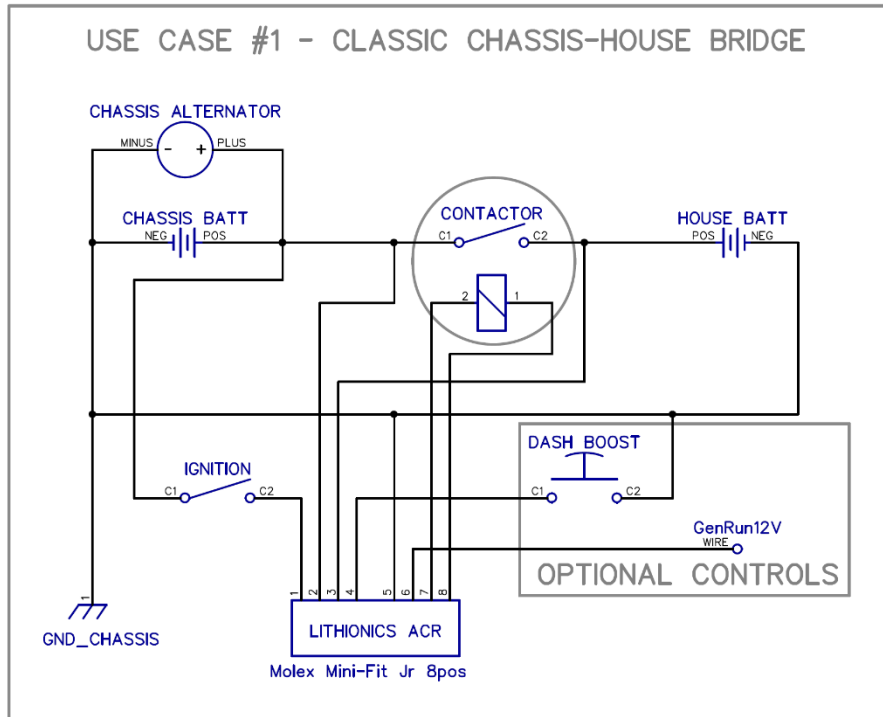 USE CASE #1 - CLASSIC CHASSIS-HOUSE BRIDGE
CHASSIS ALTERNATOR
MINUS - + PLUS
CHASSIS BATT
NEG POS
CONTACTOR
C1 C2
2 1
HOUSE BATT
POS NEG
IGNITION
C1 C2
DASH BOOST
C1 C2
GenRun12V
WIRE
OPTIONAL CONTROLS
1
GND_CHASSIS
1 2 3 4 5 6 7 8
LITHIONICS ACR
Molex Mini-Fit Jr 8pos